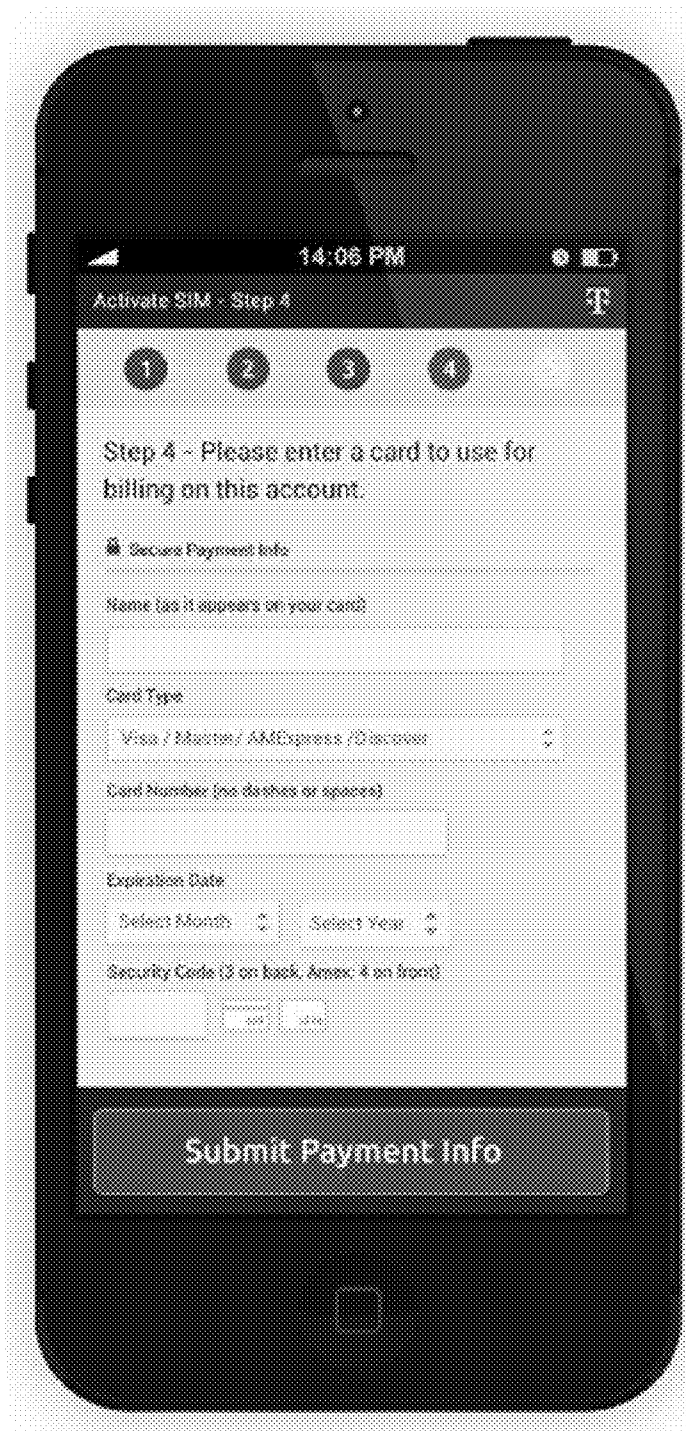 14:06 PM
Activate SIM - Step 4
T
1 2 3 4
Step 4 - Please enter a card to use for
billing on this account.
Secure Payment Info
Name (as it appears on your card)
Card Type
Visa / Master/ AMExpress /Discover
Card Number (no dashes or spaces)
Expiration Date
Select Month Select Year
Security Code (3 on back, Amex: 4 on front)
Submit Payment Info